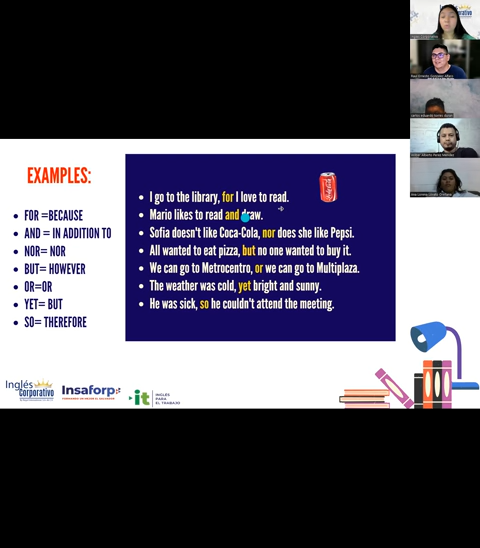 EXAMPLES:
FOR =BECAUSE
AND = IN ADDITION TO
NOR= NOR
BUT= HOWEVER
OR=OR
YET= BUT
SO= THEREFORE
I go to the library, for I love to read.
Mario likes to read and draw.
Sofia doesn't like Coca-Cola, nor does she like Pepsi.
All wanted to eat pizza, but no one wanted to buy it.
We can go to Metrocentro, or we can go to Multiplaza.
The weather was cold, yet bright and sunny.
He was sick, so he couldn't attend the meeting.
Inglés
corporativo
Insaforp
it
INGLÉS
PARA
EL TRABAJO